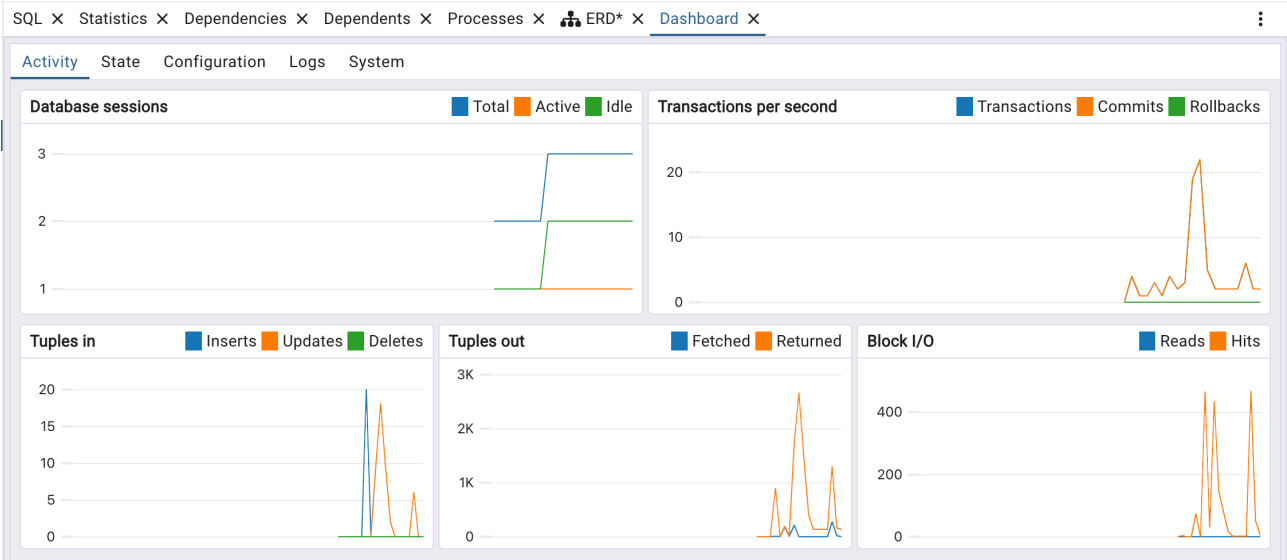 SQL Statistics Dependencies Dependents Processes ERD* Dashboard
Activity State Configuration Logs System
Database sessions Total Active Idle
3
2
1
Transactions per second Transactions Commits Rollbacks
20
10
0
Tuples in Inserts Updates Deletes
20
15
10
5
0
Tuples out Fetched Returned
3K
2K
1K
0
Block I/O Reads Hits
400
200
0